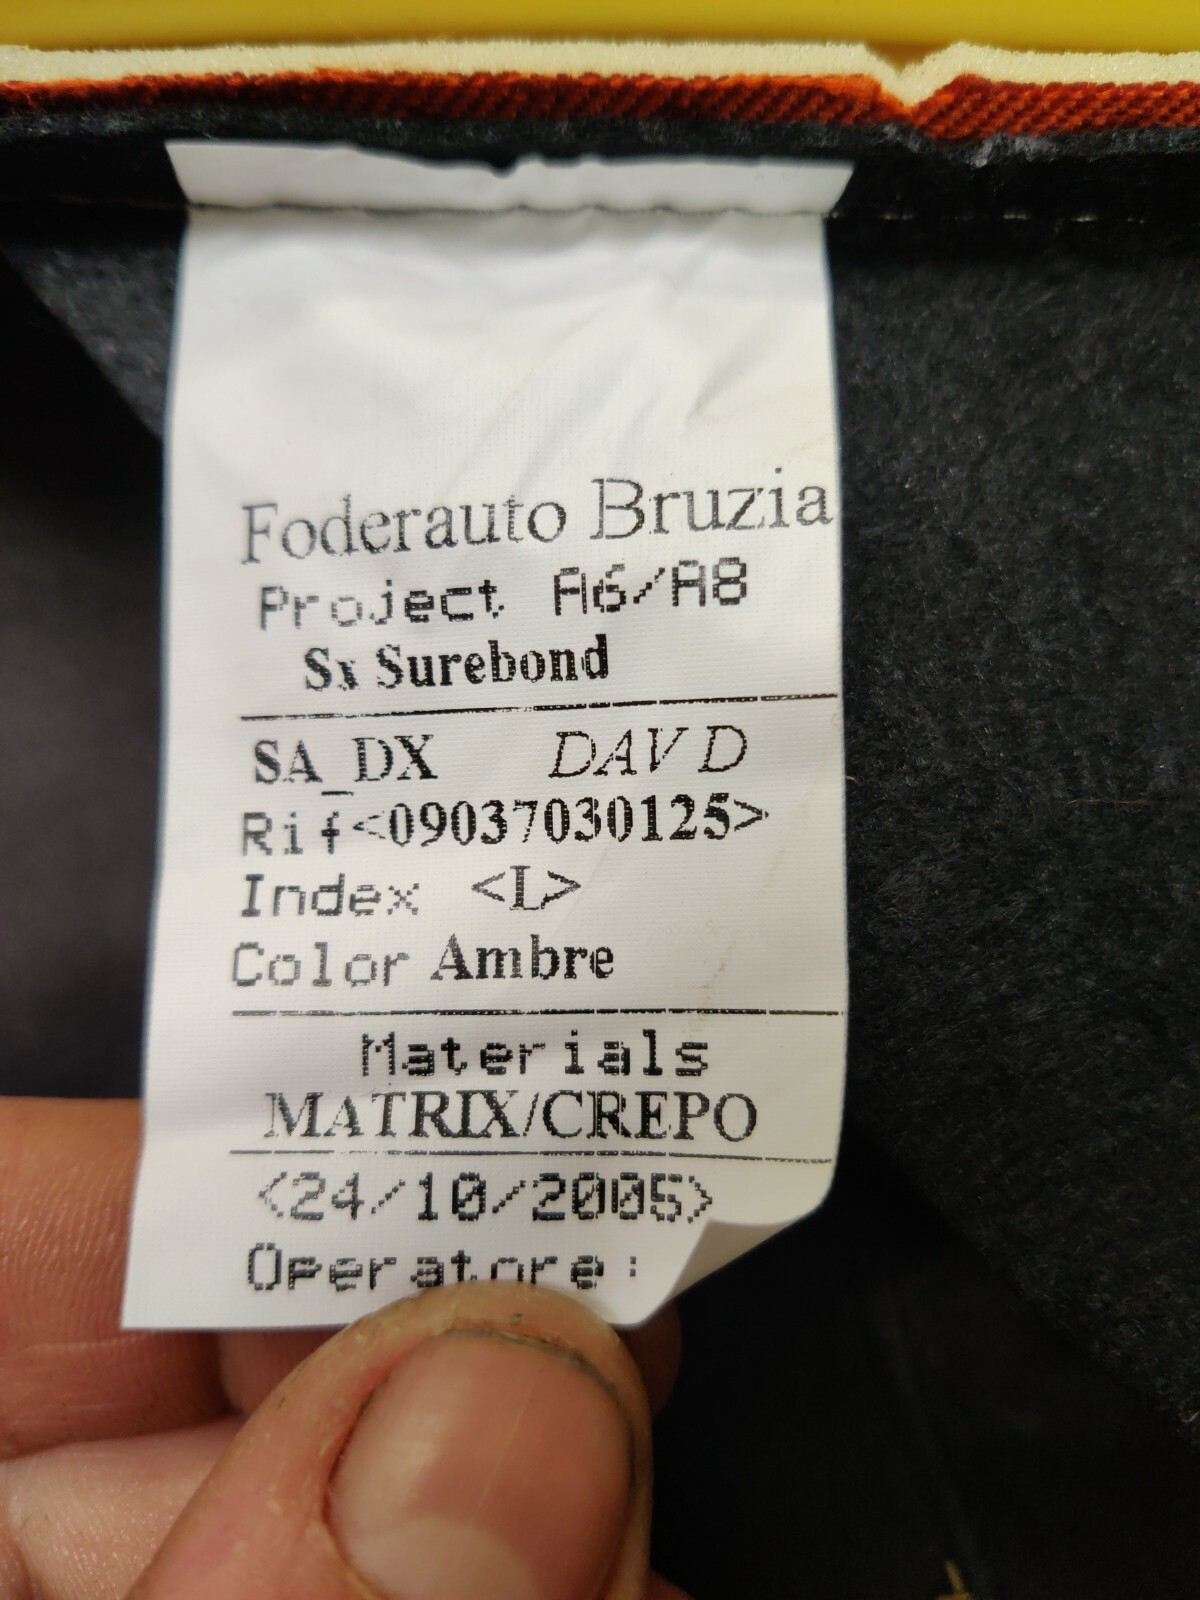 Foderauto Bruzia
Project A6/A8
Sx Surebond
SA_DX DAV D
Rif<09037030125>
Index <L>
Color Ambre
Materials
MATRIX/CREPO
<24/10/2005>
Operatore: